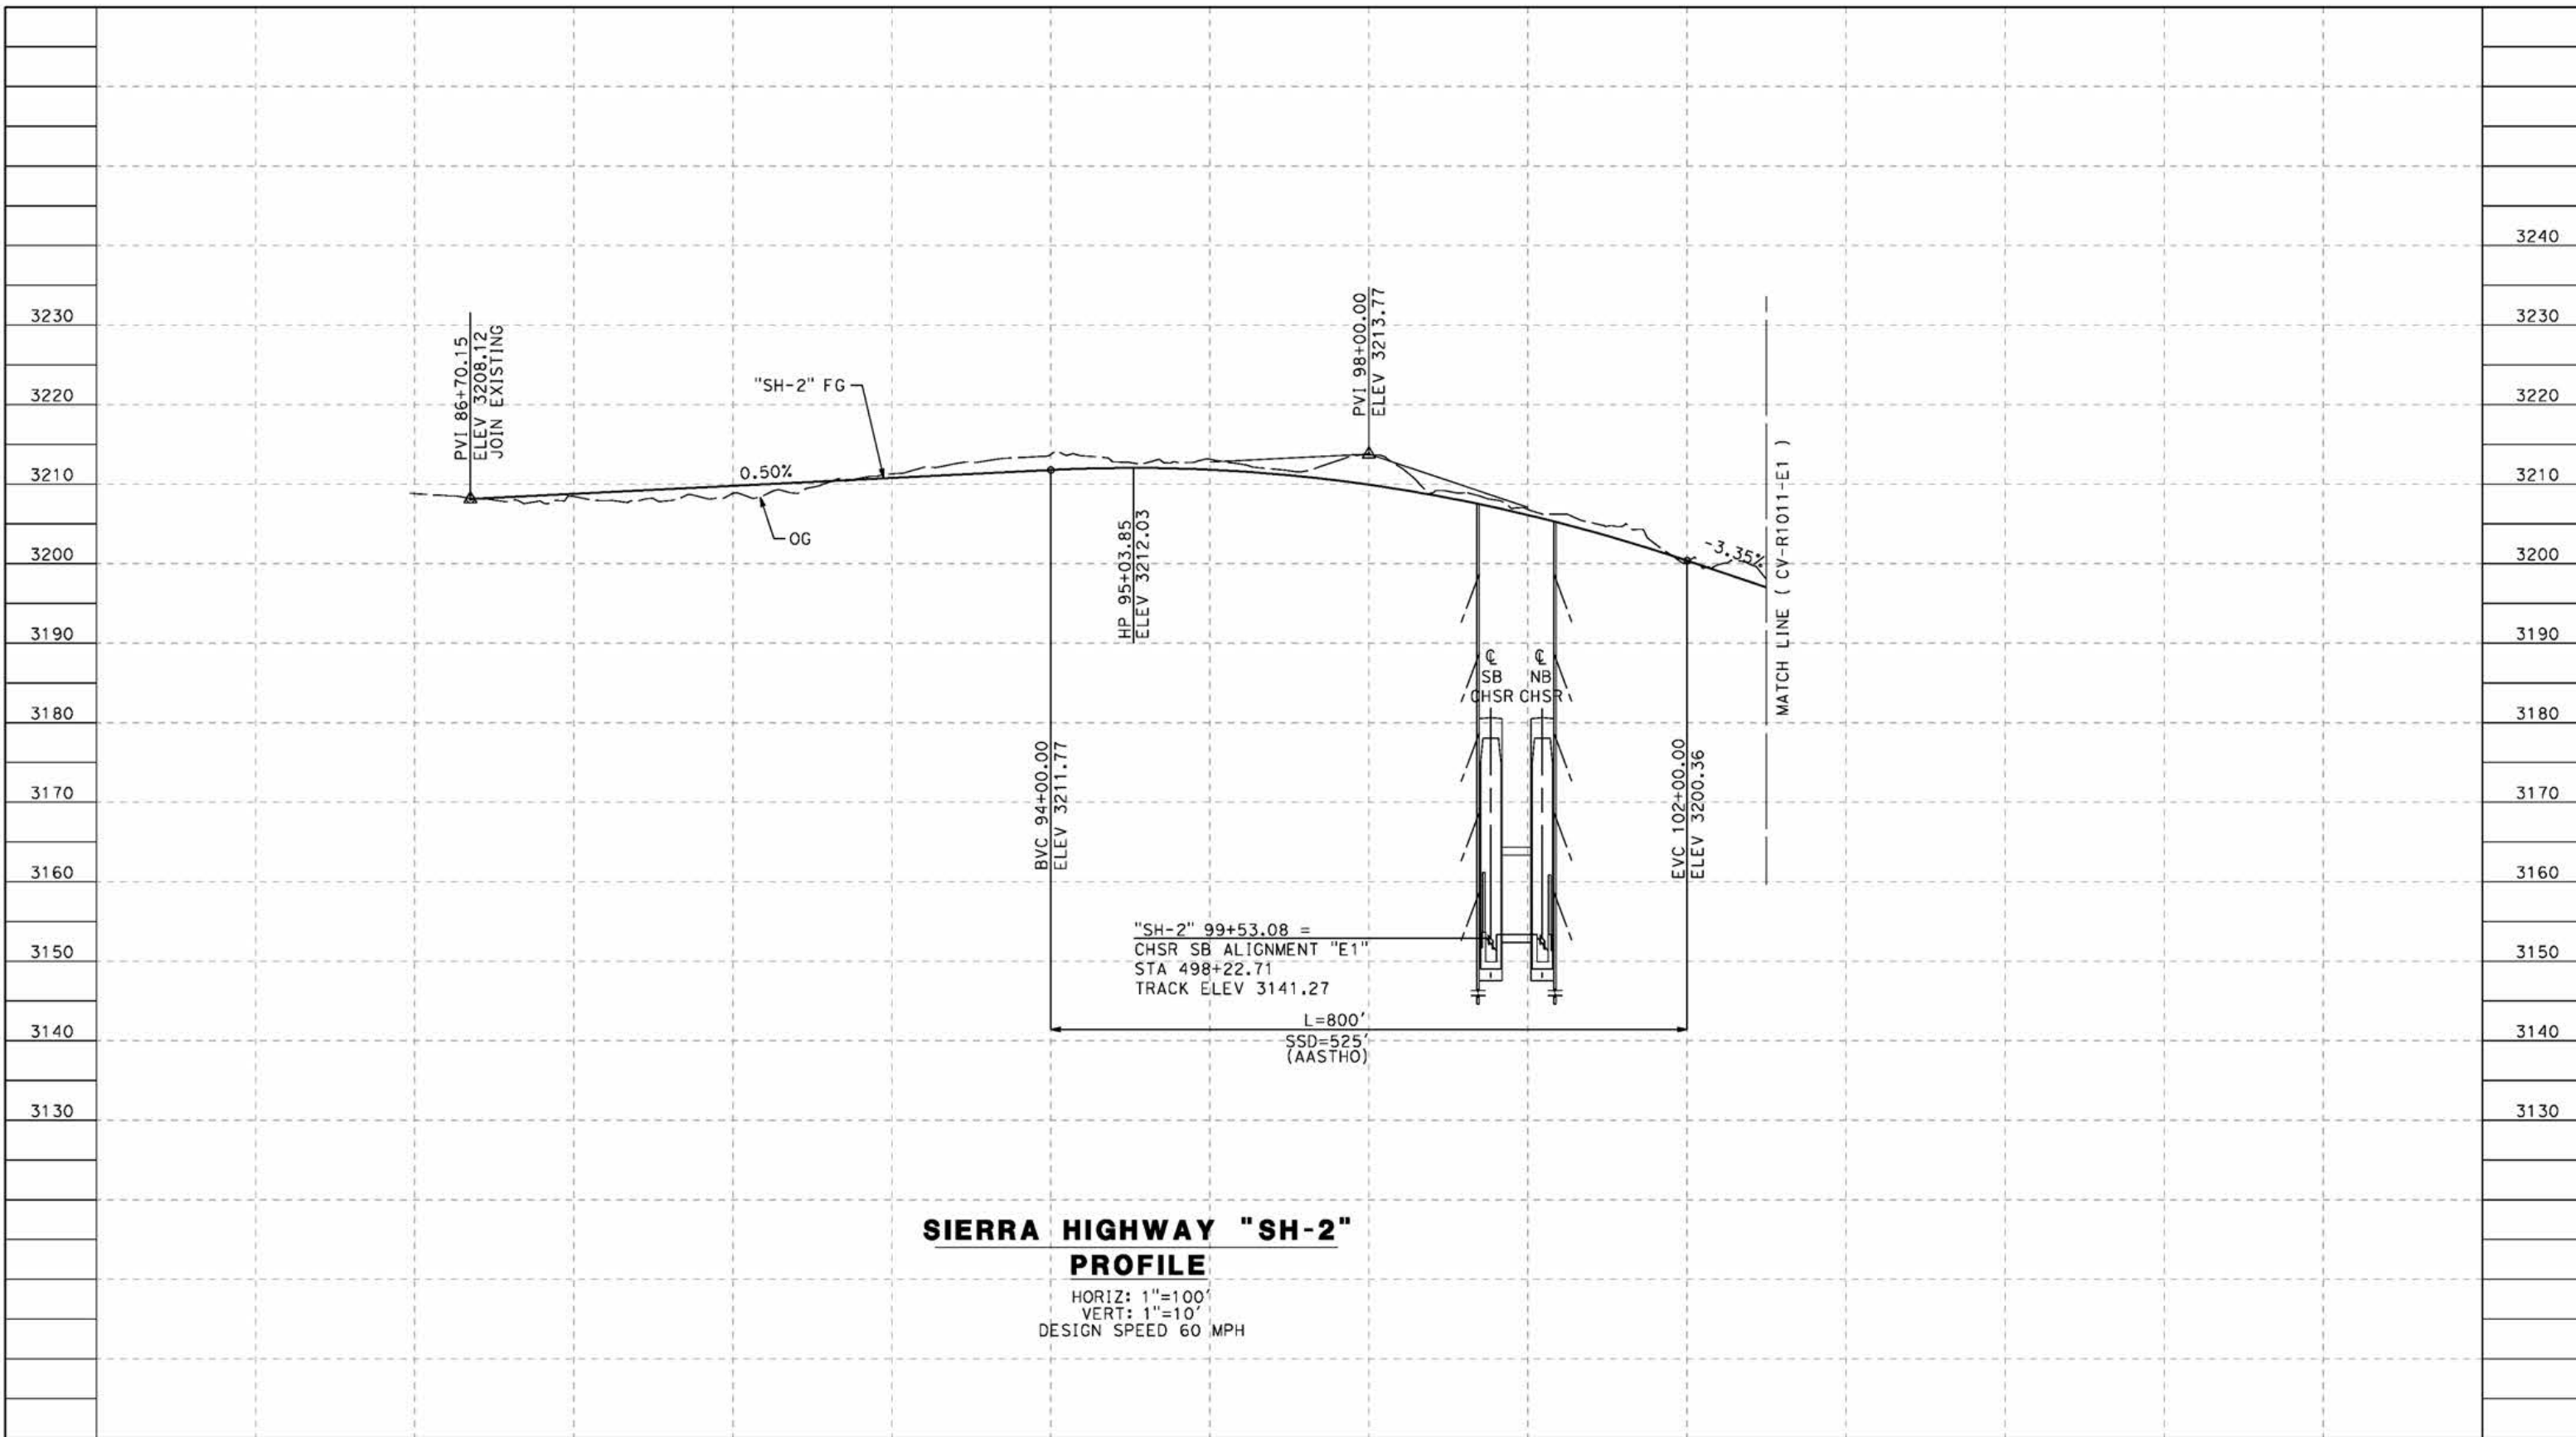 3240
3230
3220
3210
3200
3190
3180
3170
3160
3150
3140
3130
3230
3220
3210
3200
3190
3180
3170
3160
3150
3140
3130
PVI 86+70.15
ELEV 3208.12
JOIN EXISTING
"SH-2" FG
0.50%
OG
BVC 94+00.00
ELEV 3211.77
HP 95+03.85
ELEV 3212.03
PVI 98+00.00
ELEV 3213.77
℄
SB
CHSR
℄
NB
CHSR
EVC 102+00.00
ELEV 3200.36
-3.35%
MATCH LINE ( CV-R1011-E1 )
"SH-2" 99+53.08 =
CHSR SB ALIGNMENT "E1"
STA 498+22.71
TRACK ELEV 3141.27
L=800'
SSD=525'
(AASTHO)
SIERRA HIGHWAY "SH-2"
PROFILE
HORIZ: 1"=100'
VERT: 1"=10'
DESIGN SPEED 60 MPH